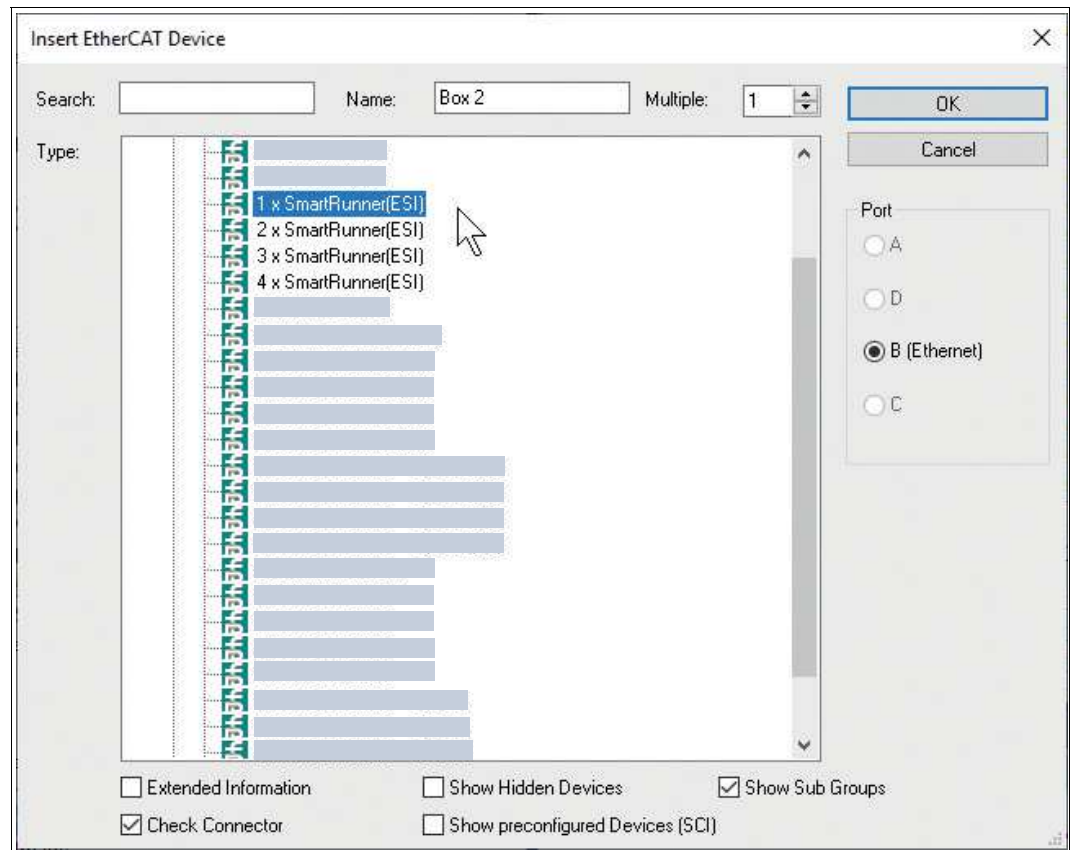 Insert EtherCAT Device
Search:
Name: Box 2
Multiple: 1
OK
Type:
Cancel
1 x SmartRunner(ESI)
2 x SmartRunner(ESI)
3 x SmartRunner(ESI)
4 x SmartRunner(ESI)
Port
A
D
B (Ethernet)
C
Extended Information
Show Hidden Devices
Show Sub Groups
Check Connector
Show preconfigured Devices (SCI)